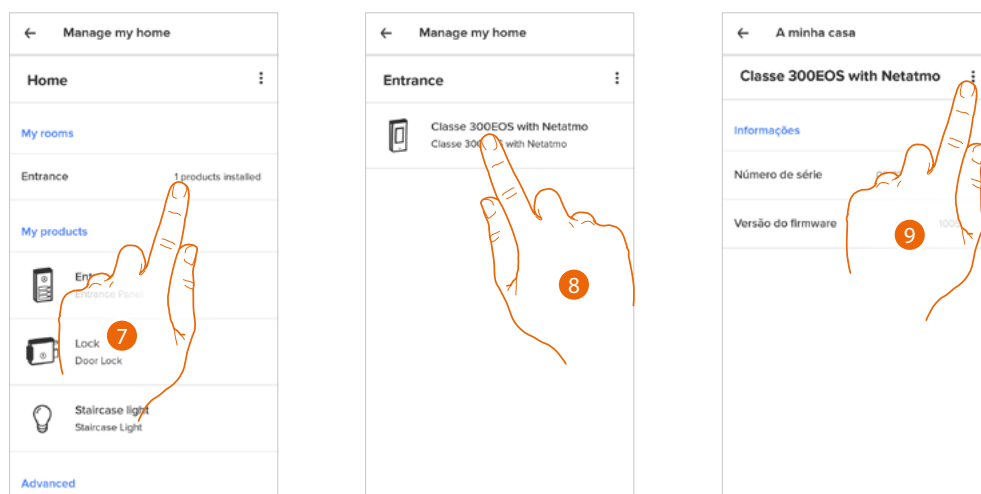 Manage my home
Home
My rooms
Entrance 1 products installed
My products
Entrance Panel
7
Lock
Door Lock
Staircase light
Staircase Light
Advanced
Manage my home
Entrance
Classe 300EOS with Netatmo
with Netatmo
8
A minha casa
Classe 300EOS with Netatmo
Informações
Número de série
Versão do firmware
9